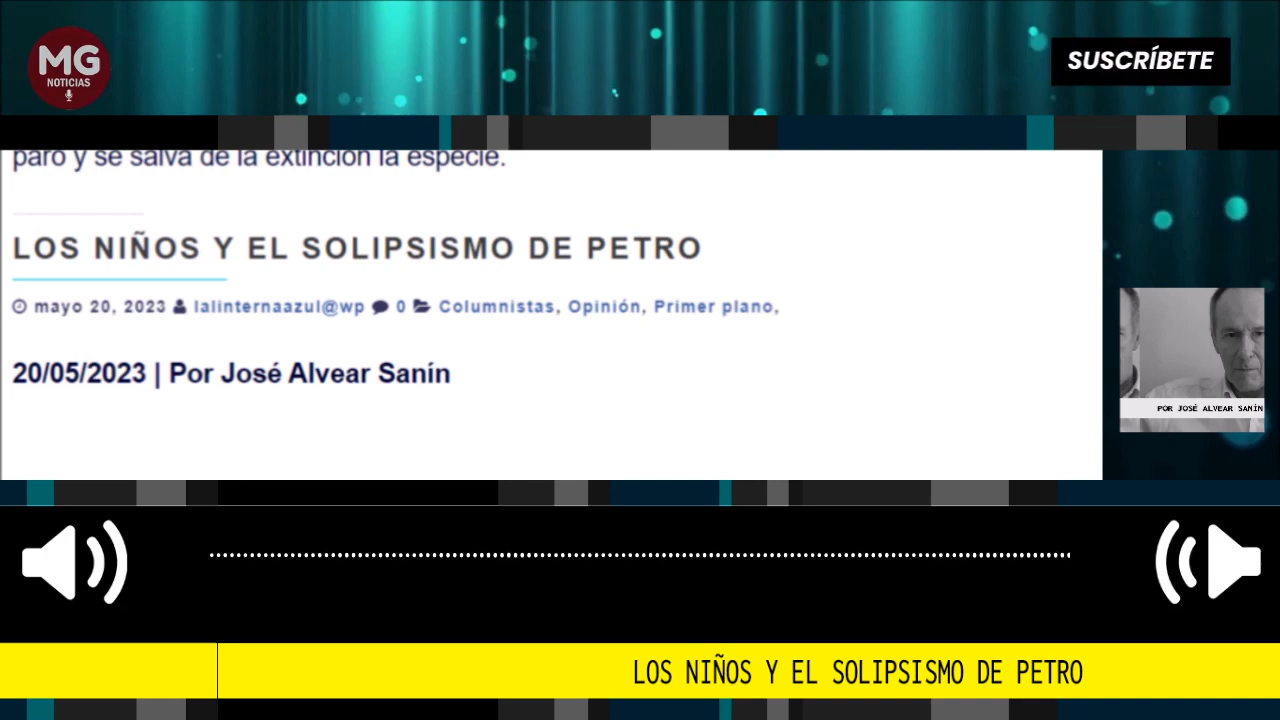 MG
NOTICIAS
SUSCRÍBETE
paro y se salva de la extinción la especie.
LOS NIÑOS Y EL SOLIPSISMO DE PETRO
mayo 20, 2023 lalinternaazul@wp 0 Columnistas, Opinión, Primer plano,
20/05/2023 | Por José Alvear Sanín
POR JOSÉ ALVEAR SANÍN
LOS NIÑOS Y EL SOLIPSISMO DE PETRO